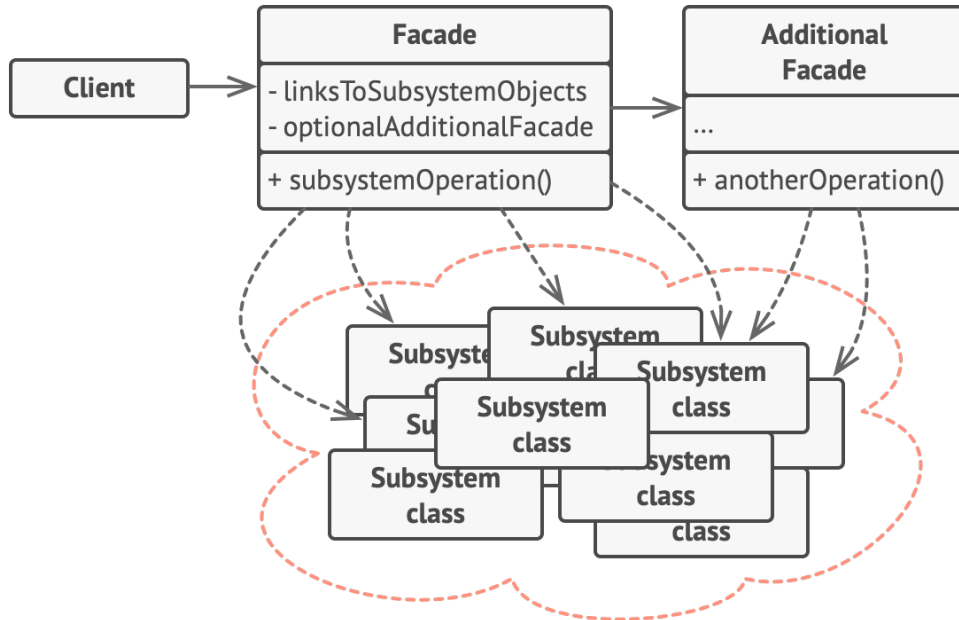 Client
Facade
- linksToSubsystemObjects
- optionalAdditionalFacade
+ subsystemOperation()
Additional
Facade
...
+ anotherOperation()
Subsystem
class
Subsystem
class
Subsystem
class
Subsystem
class
Subsystem
class
class